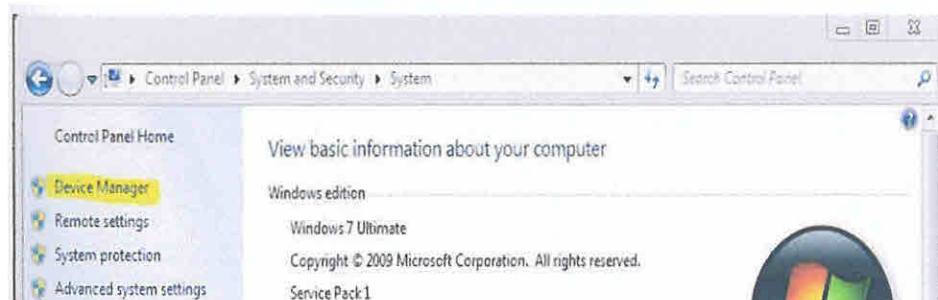 Control Panel ▸ System and Security ▸ System
Search Control Panel
Control Panel Home
Device Manager
Remote settings
System protection
Advanced system settings
View basic information about your computer
Windows edition
Windows 7 Ultimate
Copyright © 2009 Microsoft Corporation. All rights reserved.
Service Pack 1